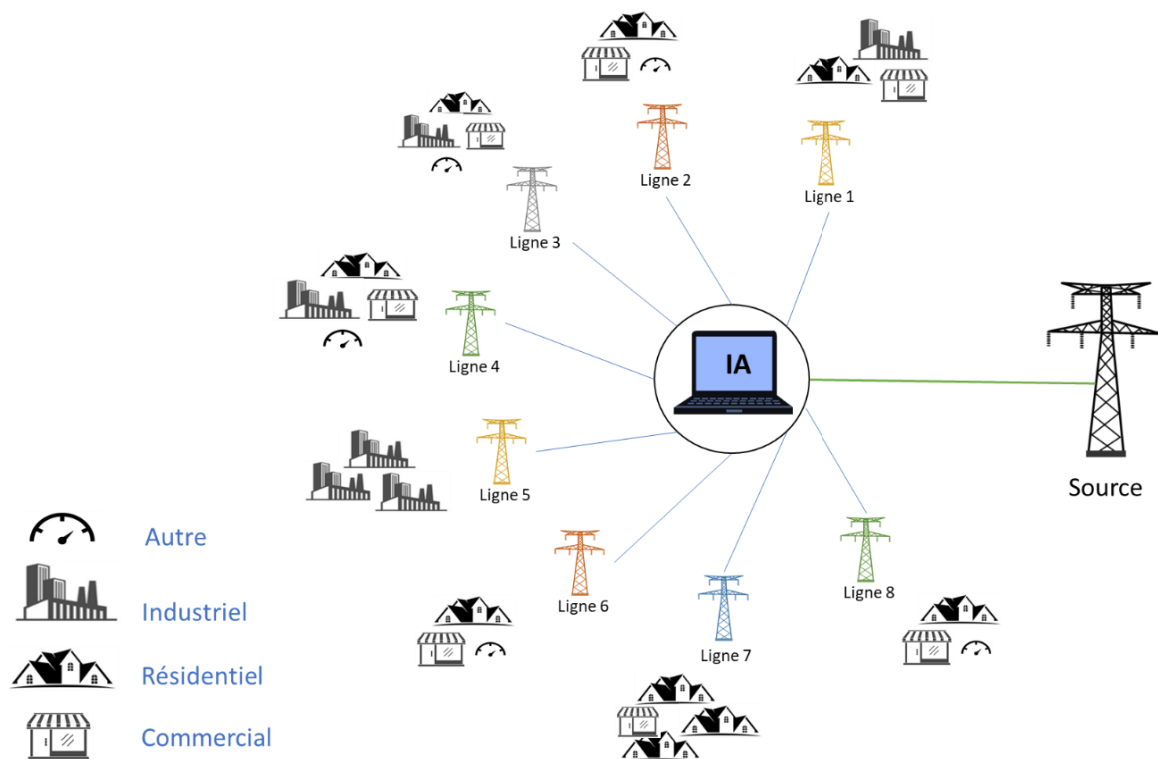 Ligne 2
Ligne 1
Ligne 3
Ligne 4
IA
Source
Ligne 5
Ligne 6
Ligne 7
Ligne 8
Autre
Industriel
Résidentiel
Commercial